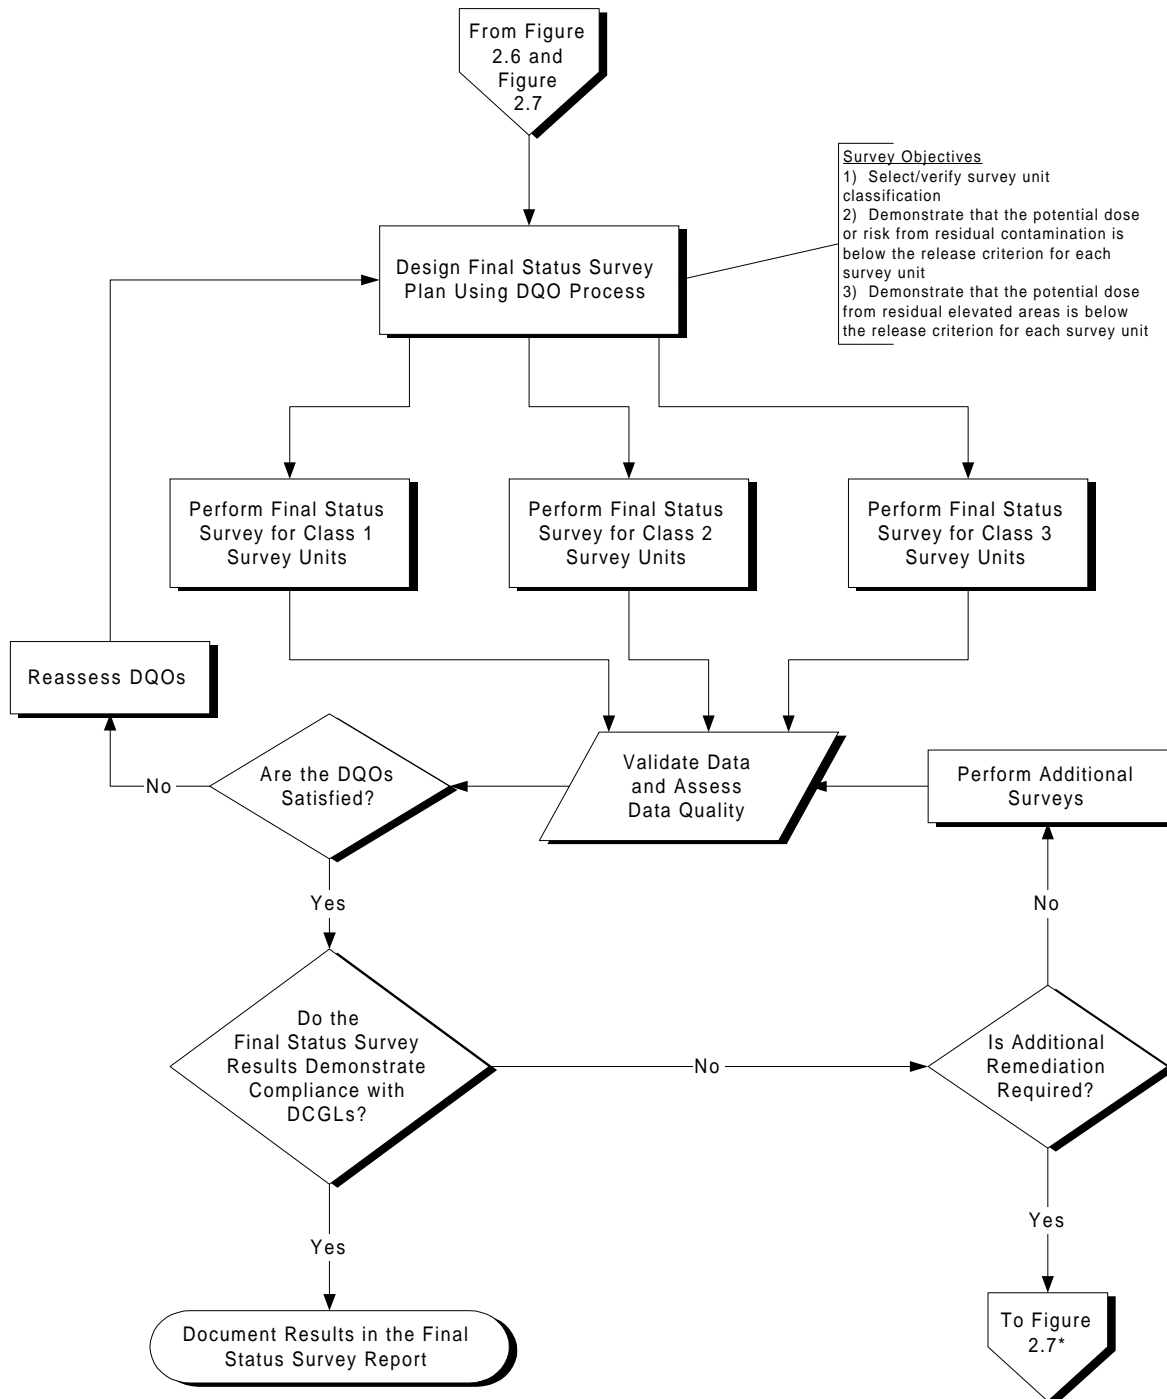 From Figure
2.6 and
Figure
2.7
Survey Objectives
1) Select/verify survey unit
classification
2) Demonstrate that the potential dose
or risk from residual contamination is
below the release criterion for each
survey unit
3) Demonstrate that the potential dose
from residual elevated areas is below
the release criterion for each survey unit
Design Final Status Survey
Plan Using DQO Process
Perform Final Status
Survey for Class 1
Survey Units
Perform Final Status
Survey for Class 2
Survey Units
Perform Final Status
Survey for Class 3
Survey Units
Reassess DQOs
No
Are the DQOs
Satisfied?
Validate Data
and Assess
Data Quality
Perform Additional
Surveys
Yes
No
Do the
Final Status Survey
Results Demonstrate
Compliance with
DCGLs?
No
Is Additional
Remediation
Required?
Yes
Yes
Document Results in the Final
Status Survey Report
To Figure
2.7*